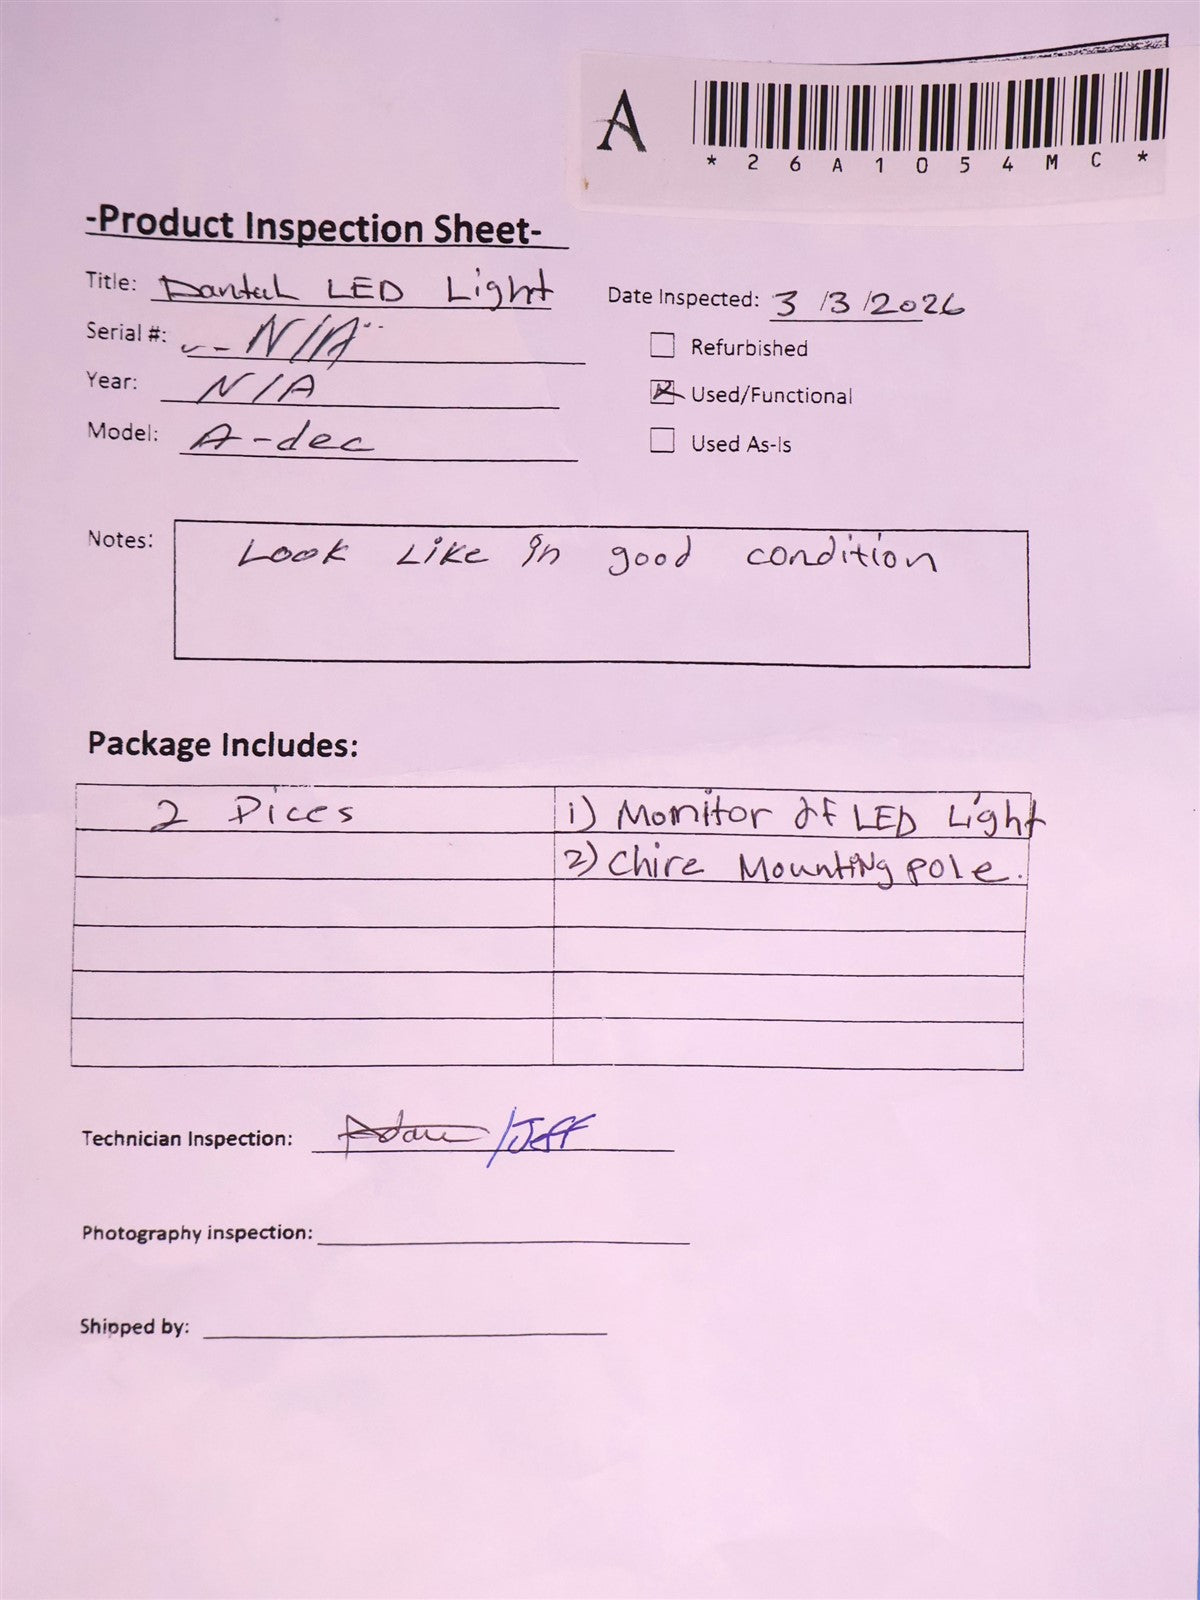 A
*26A1054MC*
-Product Inspection Sheet-
Title: Dantal LED Light
Date Inspected: 3/3/2026
Serial #: -- N/A
Refurbished
Year: N/A
Used/Functional
Model: A-dec
Used As-Is
Notes: Look Like in good condition
Package Includes:
2 Pices 1) Monitor of LED Light
2) Chire Mounting pole.
Technician Inspection: Adam /Jeff
Photography inspection:
Shipped by: